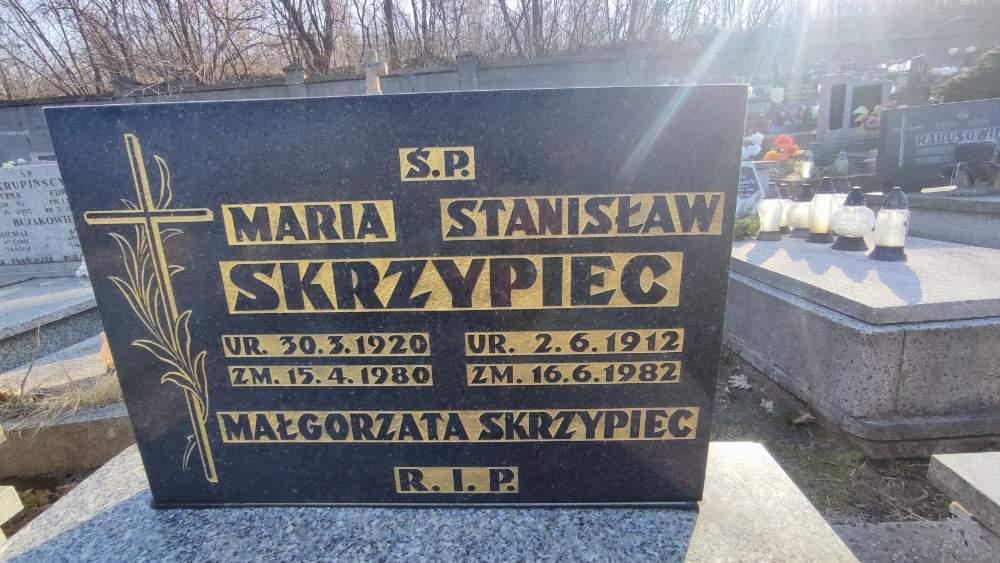 Ś.P.
MARIA STANISŁAW
SKRZYPIEC
UR. 30.3.1920 UR. 2.6.1912
ZM. 15.4.1980 ZM. 16.6.1982
MAŁGORZATA SKRZYPIEC
R.I.P.